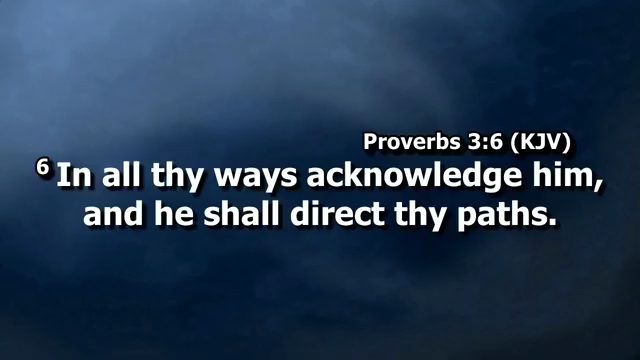 Proverbs 3:6 (KJV)
6 In all thy ways acknowledge him,
and he shall direct thy paths.